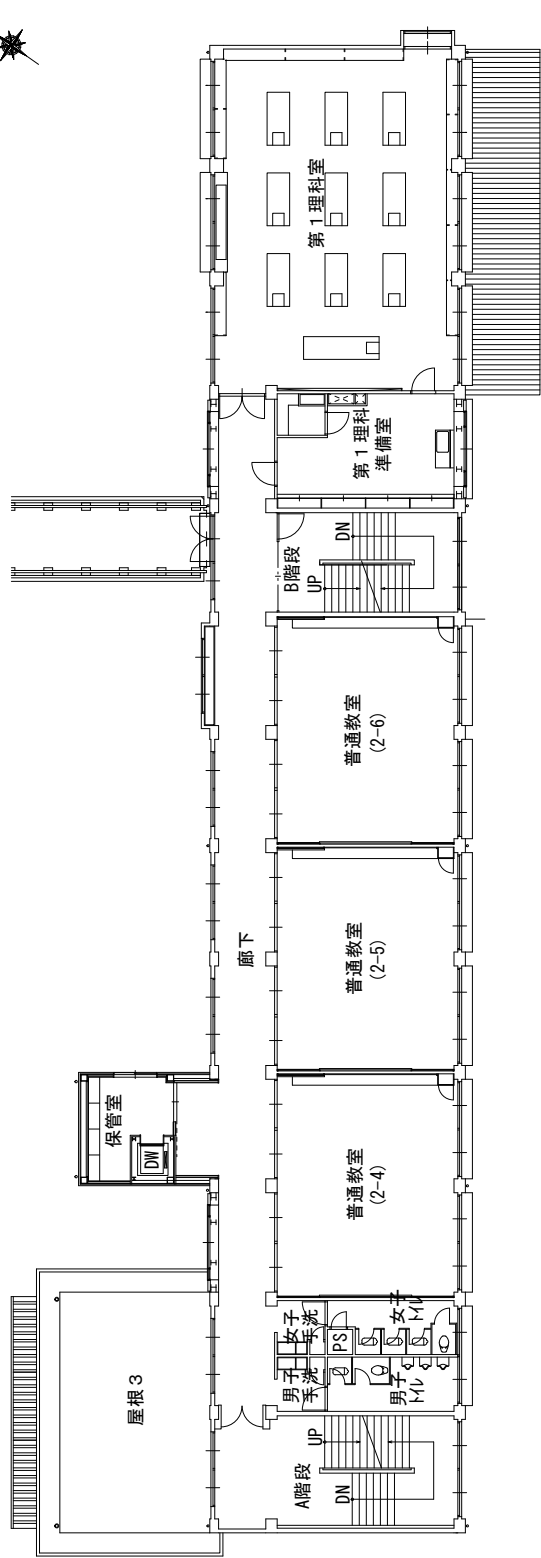 第１理科室
第１理科
準備室
B階段
UP
DN
普通教室
(2-6)
普通教室
(2-5)
廊下
保管室
DW
普通教室
(2-4)
女子
手洗
PS
女子
トイレ
男子
手洗
男子
トイレ
屋根３
A階段
UP
DN